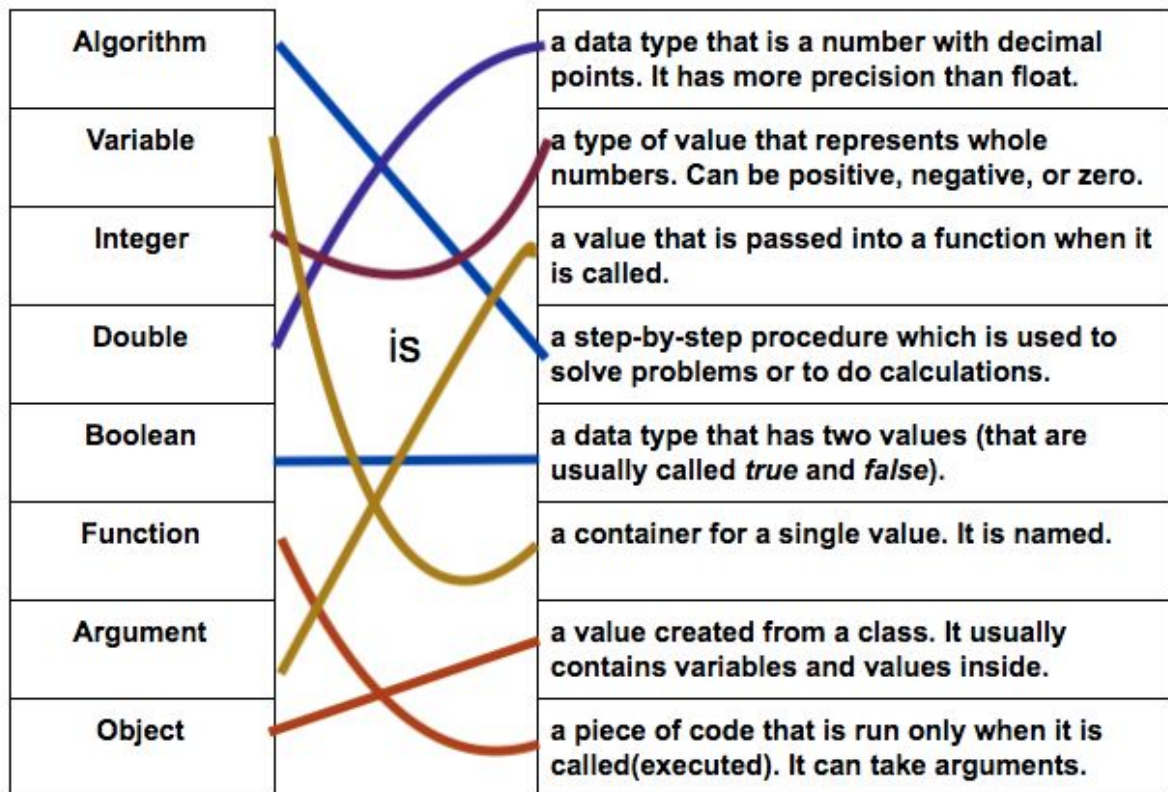 Algorithm
a data type that is a number with decimal
points. It has more precision than float.
Variable
a type of value that represents whole
numbers. Can be positive, negative, or zero.
Integer
a value that is passed into a function when it
is called.
Double
is
a step-by-step procedure which is used to
solve problems or to do calculations.
Boolean
a data type that has two values (that are
usually called true and false).
Function
a container for a single value. It is named.
Argument
a value created from a class. It usually
contains variables and values inside.
Object
a piece of code that is run only when it is
called(executed). It can take arguments.